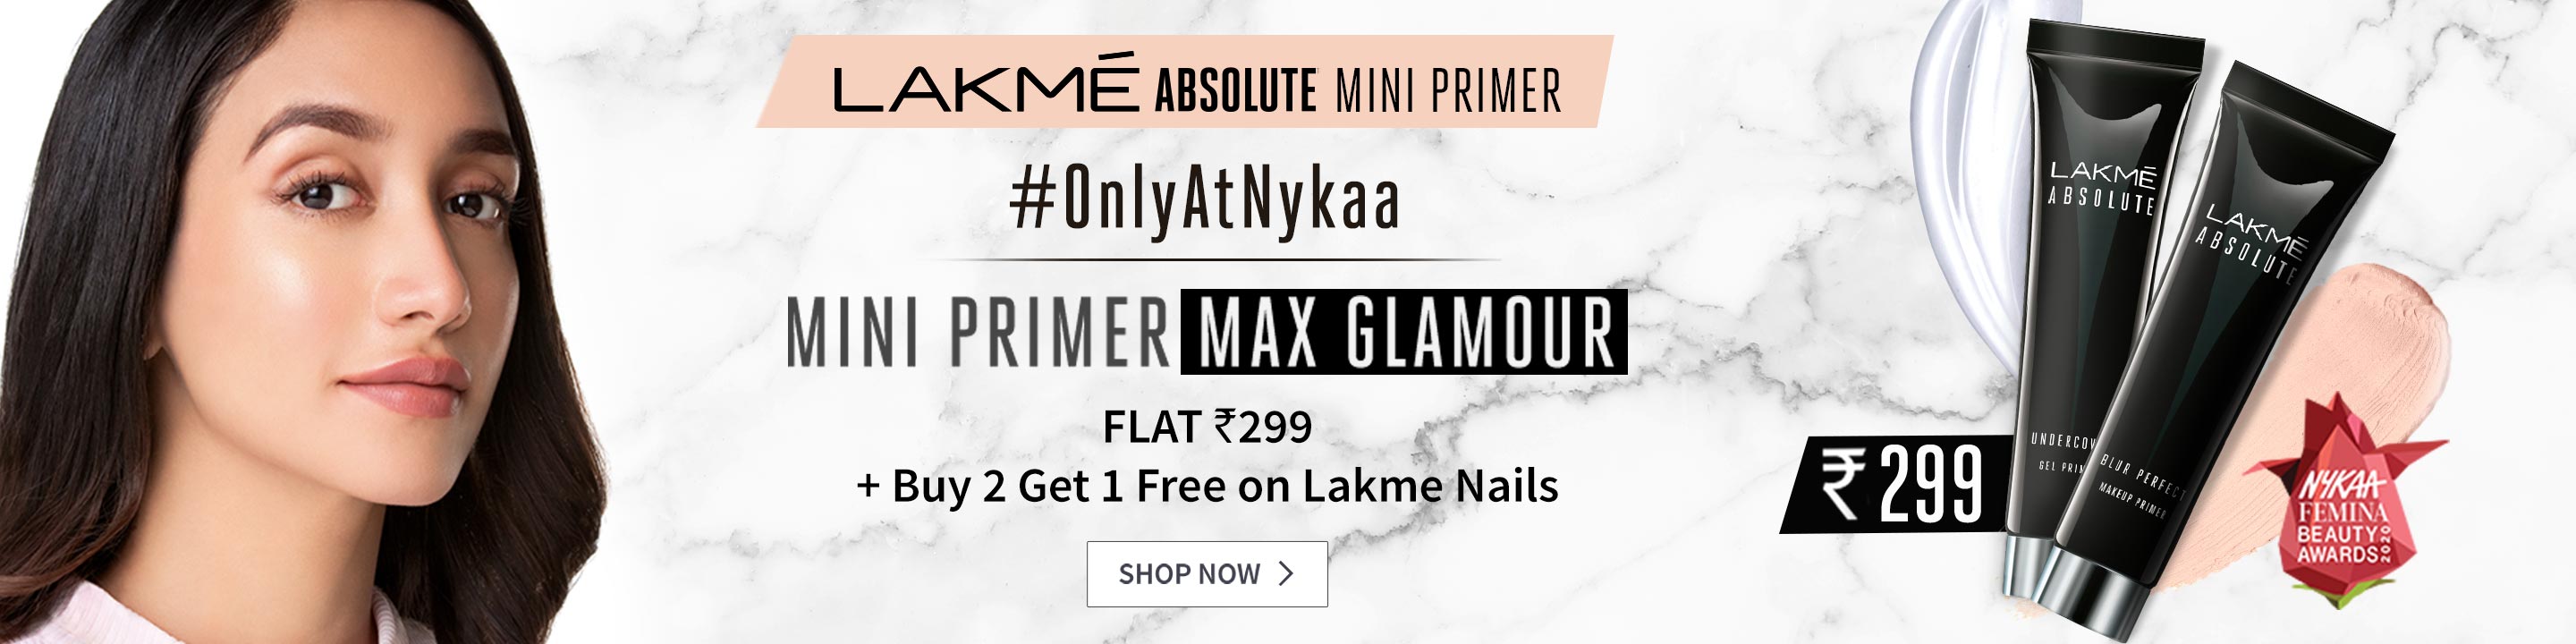 LAKMÉ ABSOLUTE MINI PRIMER
#OnlyAtNykaa
MINI PRIMER MAX GLAMOUR
FLAT ₹299
+ Buy 2 Get 1 Free on Lakme Nails
SHOP NOW >
₹299
LAKMÉ
ABSOLUTE
GEL
LAKMÉ
ABSOLUTE
BLUR PERFECT
MAKEUP PRIMER
NYKAA
FEMINA
BEAUTY
AWARDS
2020